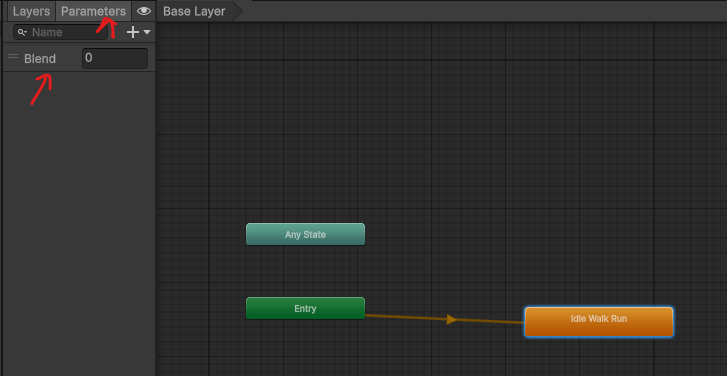 Layers Parameters Base Layer
Name
Blend 0
Any State
Entry
Idle Walk Run